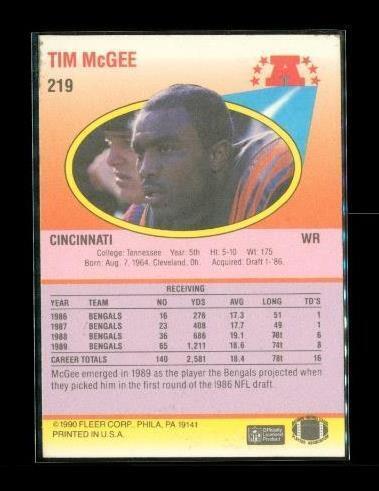 TIM McGEE
219
A
CINCINNATI WR
College: Tennessee Year: 5th Ht: 5-10 Wt: 175
Born: Aug. 7, 1964, Cleveland, Oh. Acquired: Draft 1-'86.
RECEIVING
YEAR TEAM NO YDS AVG LONG TD'S
1986 BENGALS 16 276 17.3 51 1
1987 BENGALS 23 408 17.7 49 1
1988 BENGALS 36 686 19.1 78t 6
1989 BENGALS 65 1,211 18.6 74t 8
CAREER TOTALS 140 2,581 18.4 78t 16
McGee emerged in 1989 as the player the Bengals projected when
they picked him in the first round of the 1986 NFL draft.
©1990 FLEER CORP. PHILA, PA 19141
PRINTED IN U.S.A.
NFL
Officially
Licensed
Product